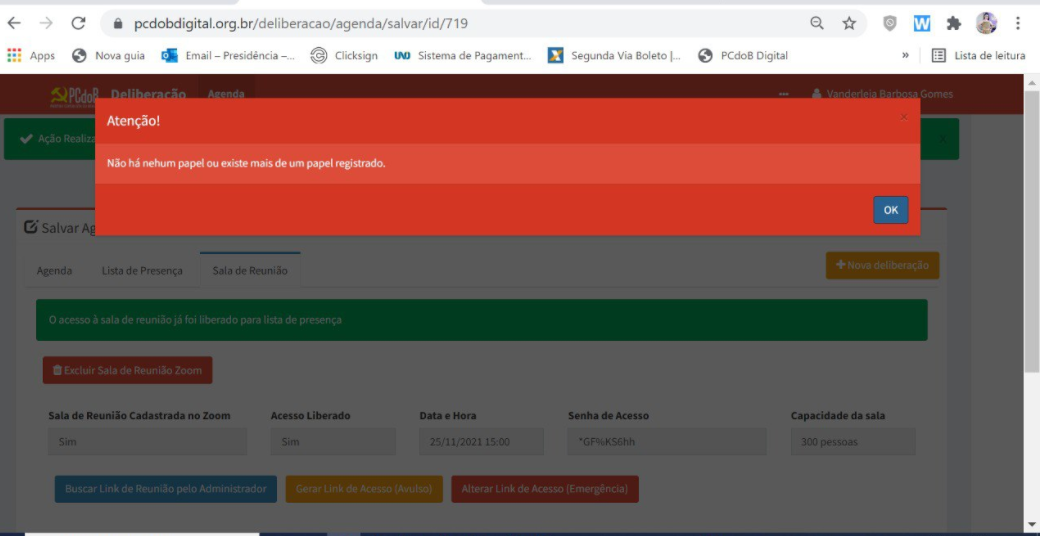 pcdobdigital.org.br/deliberacao/agenda/salvar/id/719
Apps Nova guia Email – Presidência –... Clicksign UNO Sistema de Pagament... Segunda Via Boleto |... PCdoB Digital » Lista de leitura
PCdoB Deliberação Agenda Vanderleia Barbosa Gomes
Atenção!
×
Ação Realiza
Não há nehum papel ou existe mais de um papel registrado.
OK
Salvar Ag
Agenda Lista de Presença Sala de Reunião
+Nova deliberação
O acesso à sala de reunião já foi liberado para lista de presença
Excluir Sala de Reunião Zoom
Sala de Reunião Cadastrada no Zoom Acesso Liberado Data e Hora Senha de Acesso Capacidade da sala
Sim Sim 25/11/2021 15:00 *GF%KS6hh 300 pessoas
Buscar Link de Reunião pelo Administrador Gerar Link de Acesso (Avulso) Alterar Link de Acesso (Emergência)